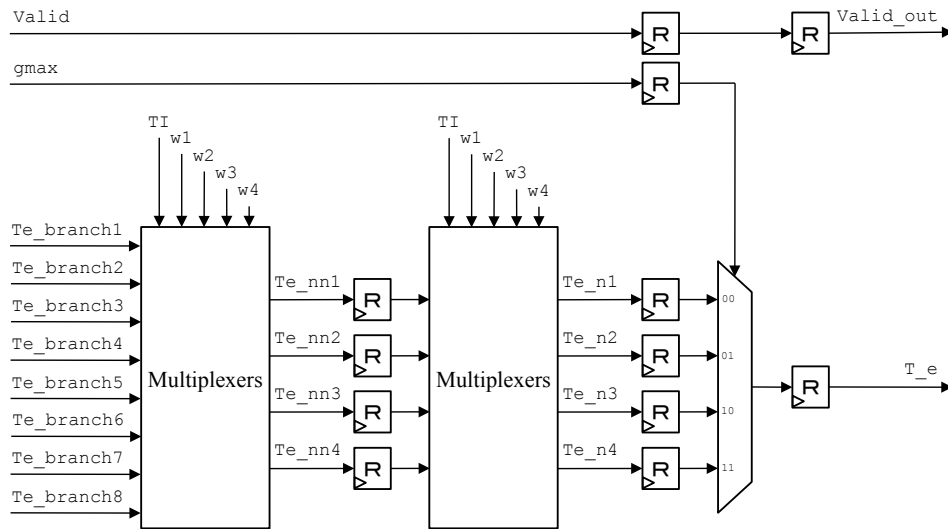 Valid
R
R
Valid_out
gmax
R
TI
w1
w2
w3
w4
TI
w1
w2
w3
w4
Te_branch1
Te_branch2
Te_branch3
Te_branch4
Te_branch5
Te_branch6
Te_branch7
Te_branch8
Multiplexers
Te_nn1
R
Te_nn2
R
Te_nn3
R
Te_nn4
R
Multiplexers
Te_n1
R
Te_n2
R
Te_n3
R
Te_n4
R
00
01
10
11
R
T_e